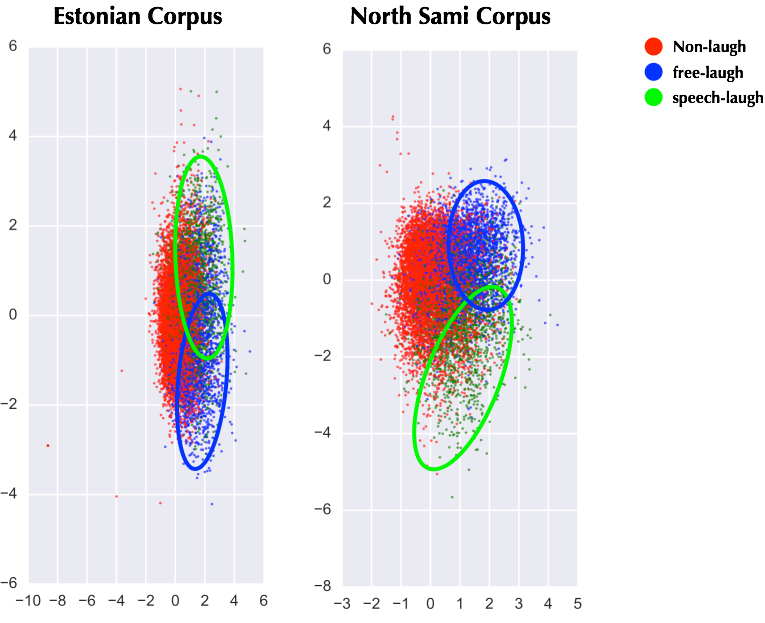 Estonian Corpus
North Sami Corpus
Non-laugh
free-laugh
speech-laugh
6
4
2
0
−2
−4
−6
−10 −8 −6 −4 −2 0 2 4 6
6
4
2
0
−2
−4
−6
−8
−3 −2 −1 0 1 2 3 4 5